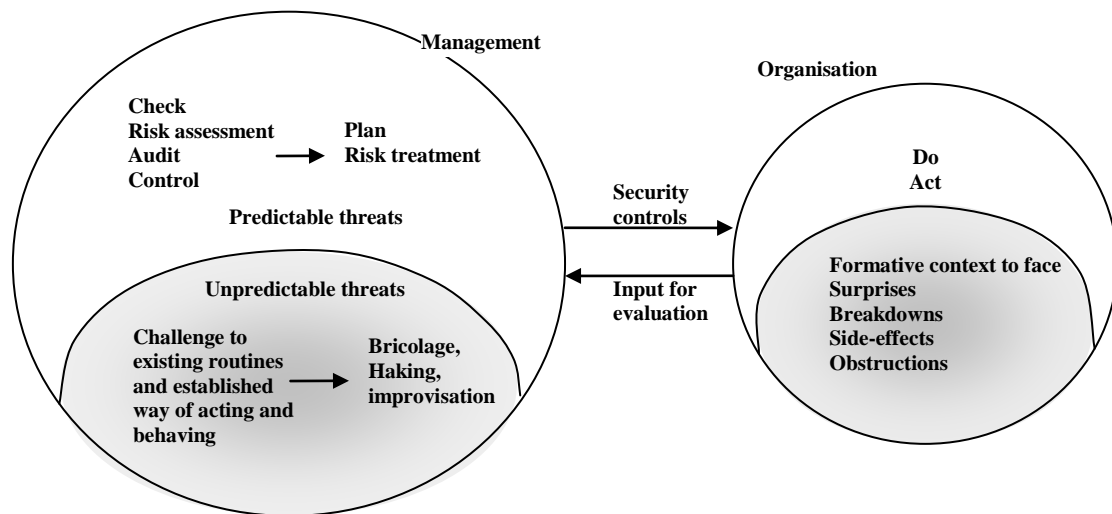 Management
Check
Risk assessment
Audit
Control
Plan
Risk treatment
Predictable threats
Unpredictable threats
Challenge to
existing routines
and established
way of acting and
behaving
Bricolage,
Haking,
improvisation
Security
controls
Input for
evaluation
Organisation
Do
Act
Formative context to face
Surprises
Breakdowns
Side-effects
Obstructions